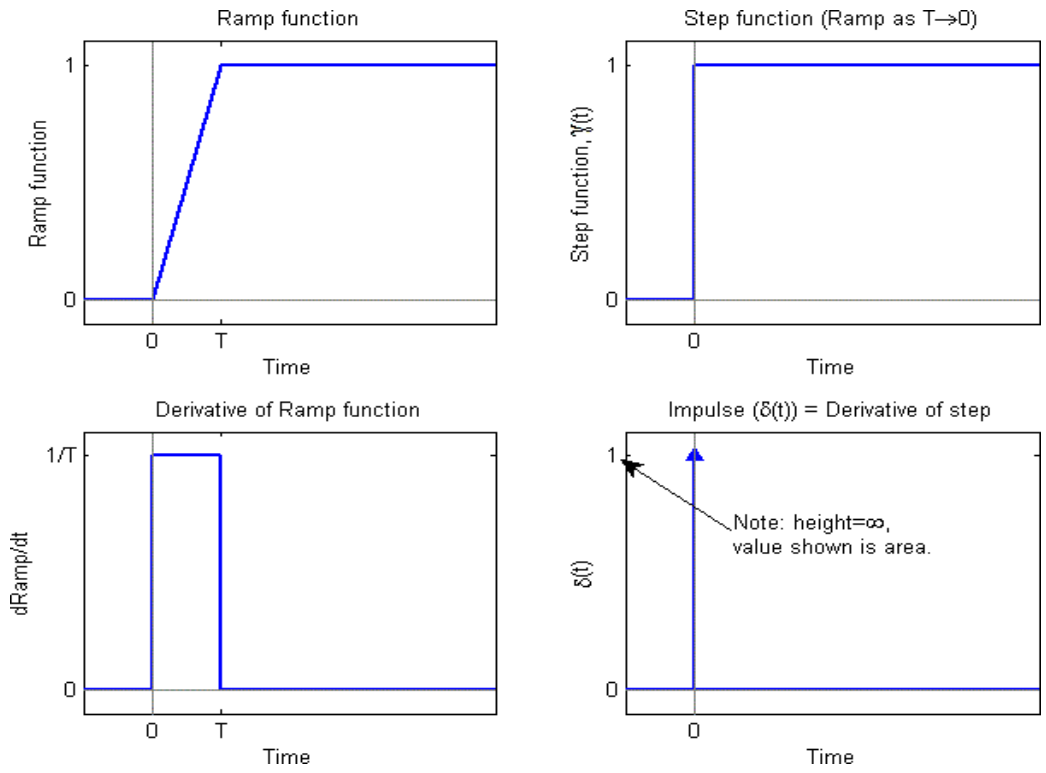 Ramp function
1
Ramp function
0
0
T
Time
Step function (Ramp as T→0)
1
Step function, γ(t)
0
0
Time
Derivative of Ramp function
1/T
dRamp/dt
0
0
T
Time
Impulse (δ(t)) = Derivative of step
1
Note: height=∞,
value shown is area.
δ(t)
0
0
Time